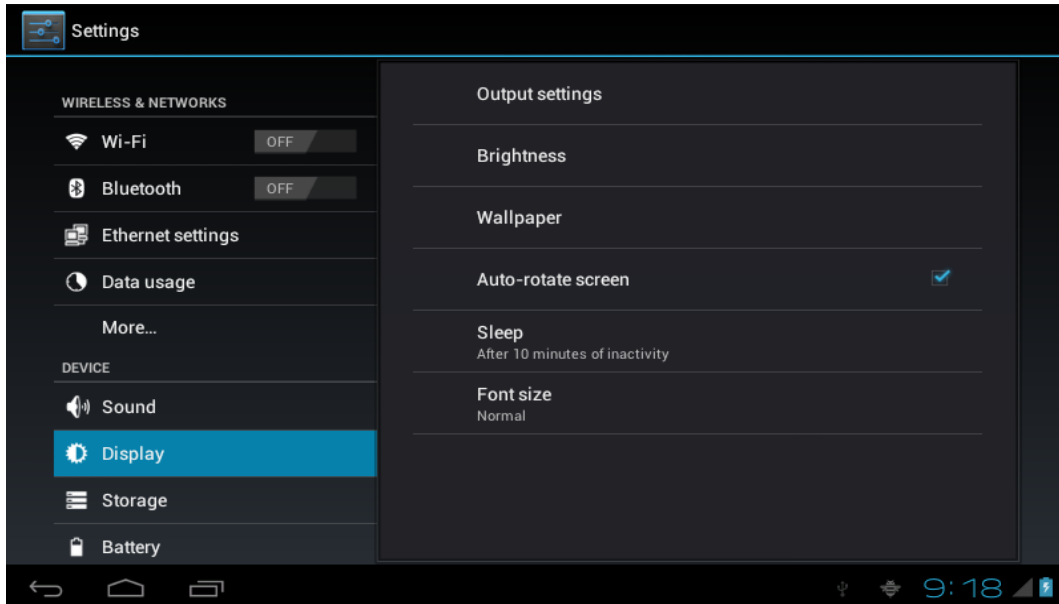 Settings
WIRELESS & NETWORKS
Wi-Fi OFF
Bluetooth OFF
Ethernet settings
Data usage
More...
DEVICE
Sound
Display
Storage
Battery
Output settings
Brightness
Wallpaper
Auto-rotate screen
Sleep
After 10 minutes of inactivity
Font size
Normal
9:18